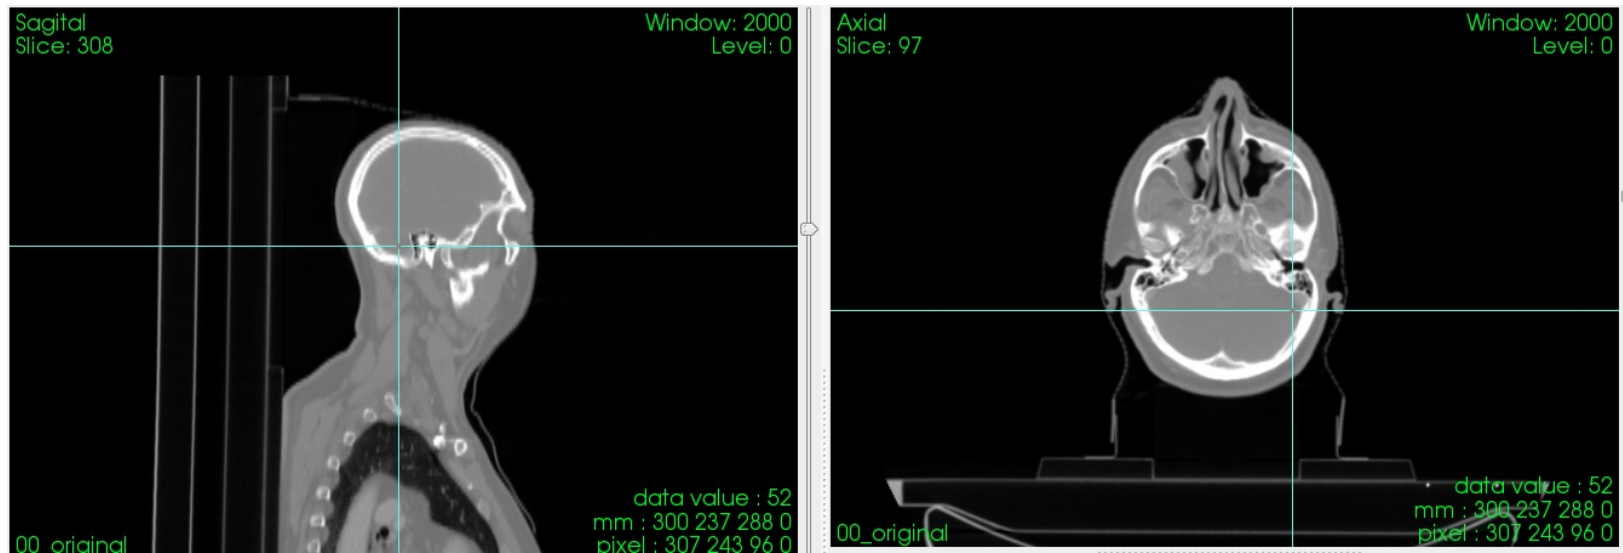 Sagital
Slice: 308
Window: 2000
Level: 0
data value : 52
mm : 300 237 288 0
pixel : 307 243 96 0
00_original
Axial
Slice: 97
Window: 2000
Level: 0
data value : 52
mm : 300 237 288 0
pixel : 307 243 96 0
00_original